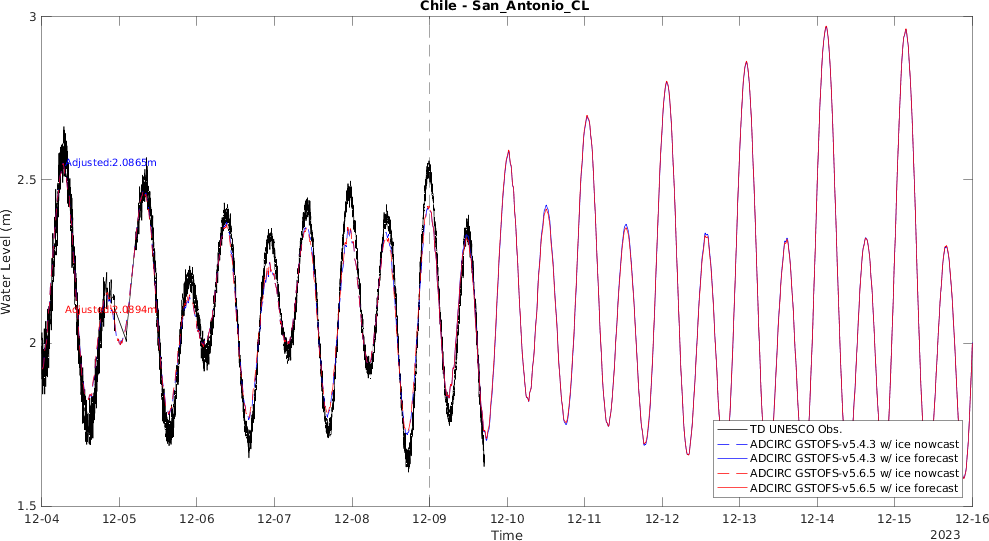 Chile - San_Antonio_CL
3
2.5
2
1.5
Water Level (m)
Adjusted:2.0865m
Adjusted:2.0894m
TD UNESCO Obs.
ADCIRC GSTOFS-v5.4.3 w/ ice nowcast
ADCIRC GSTOFS-v5.4.3 w/ ice forecast
ADCIRC GSTOFS-v5.6.5 w/ ice nowcast
ADCIRC GSTOFS-v5.6.5 w/ ice forecast
12-04 12-05 12-06 12-07 12-08 12-09 12-10 12-11 12-12 12-13 12-14 12-15 12-16
Time
2023